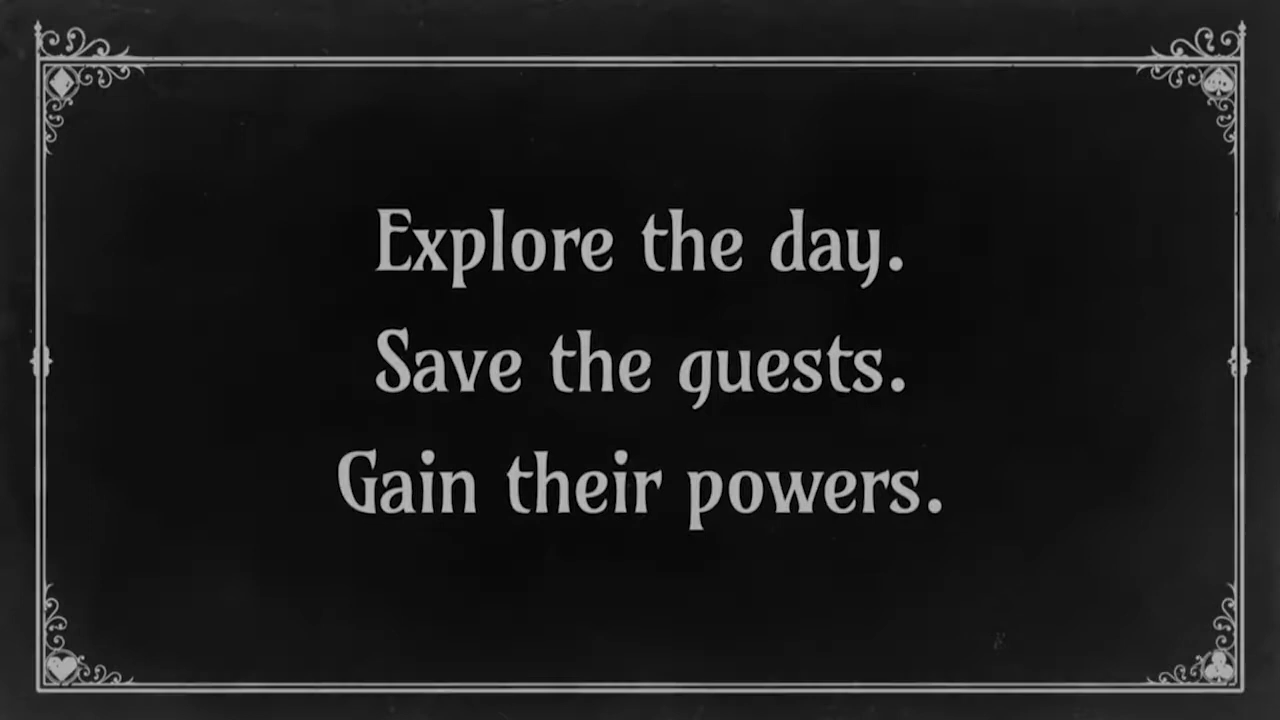 Explore the day.
Save the guests.
Gain their powers.